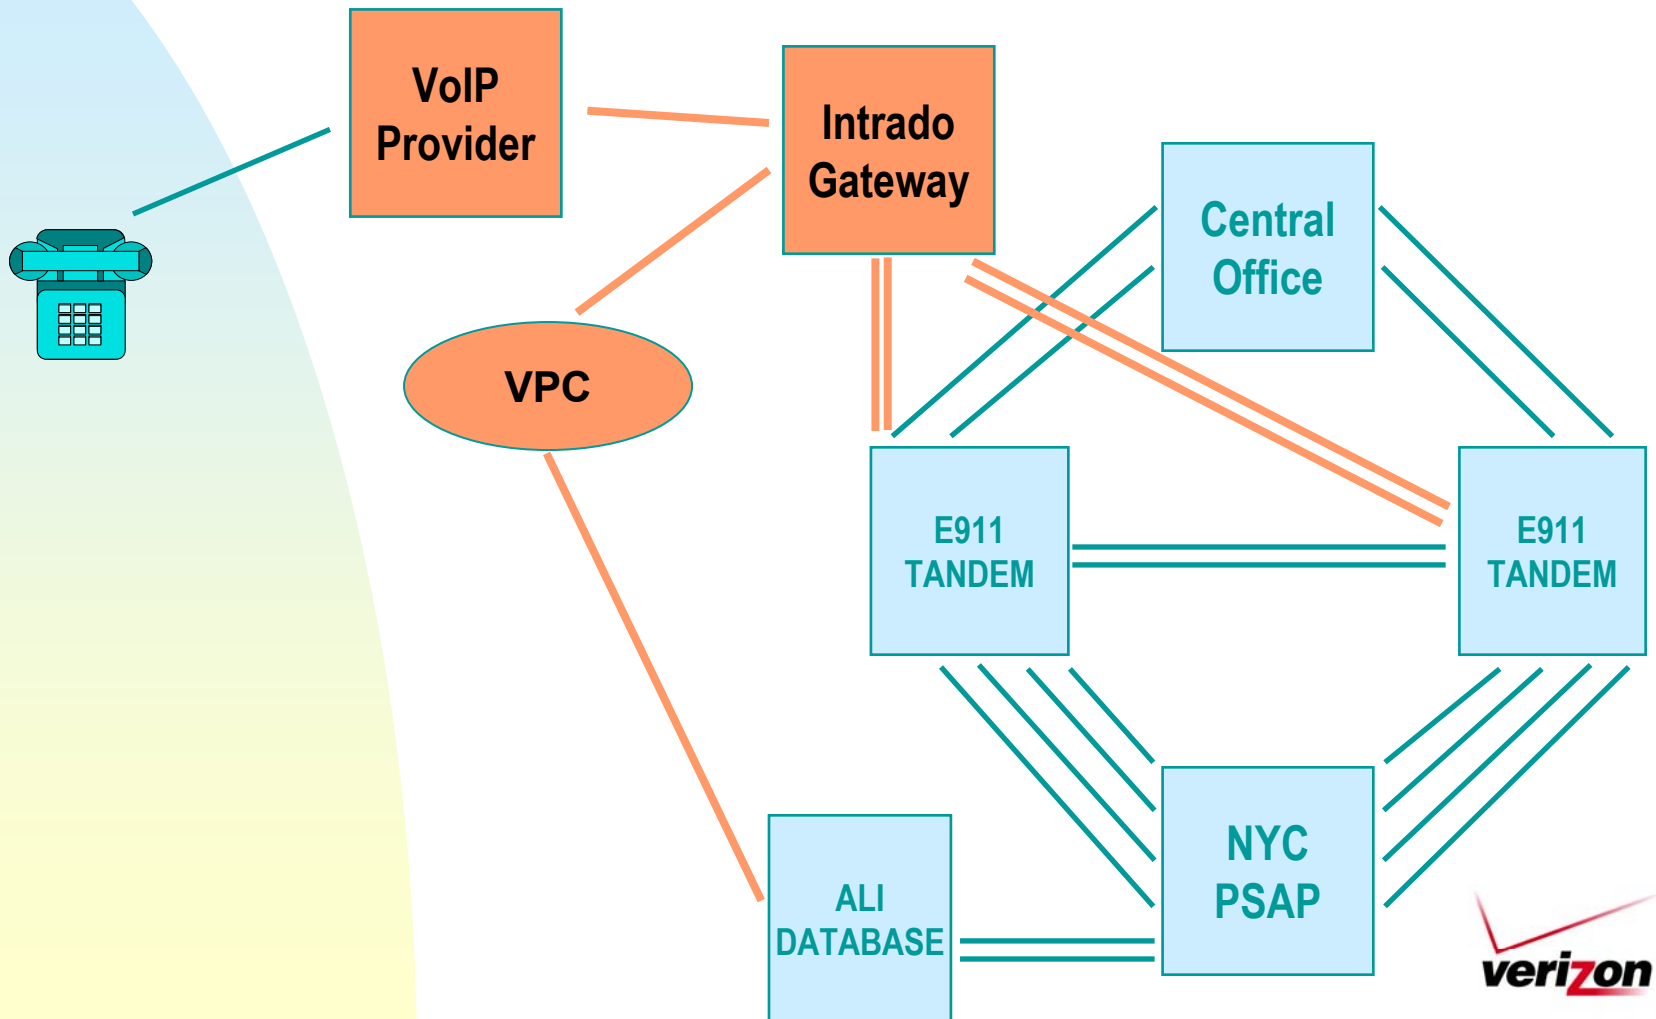 VoIP
Provider
Intrado
Gateway
Central
Office
VPC
E911
TANDEM
E911
TANDEM
NYC
PSAP
ALI
DATABASE
verizon